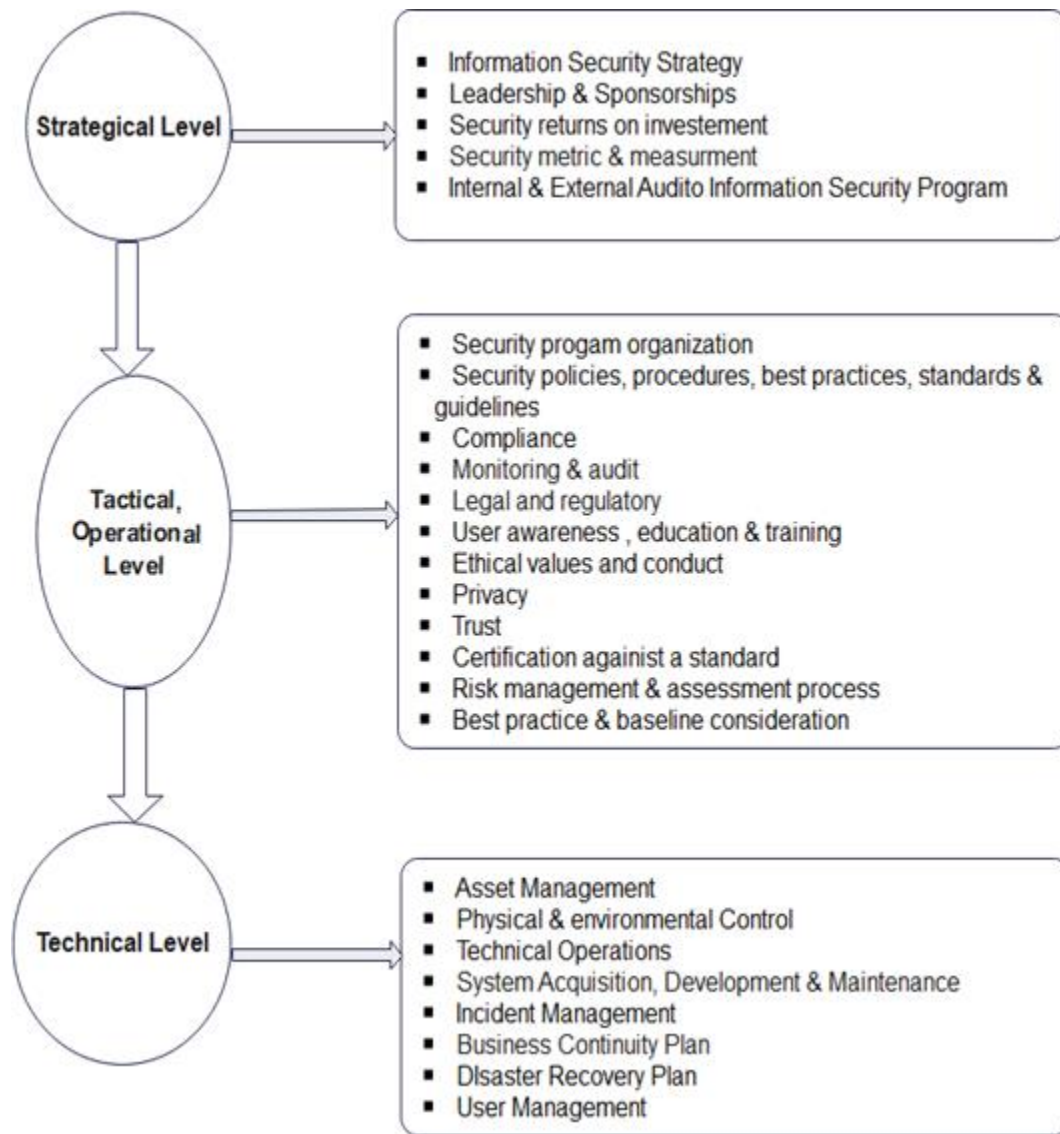 Strategical Level
▪ Information Security Strategy
▪ Leadership & Sponsorships
▪ Security returns on investement
▪ Security metric & measurment
▪ Internal & External Audito Information Security Program
Tactical,
Operational
Level
▪ Security progam organization
▪ Security policies, procedures, best practices, standards &
guidelines
▪ Compliance
▪ Monitoring & audit
▪ Legal and regulatory
▪ User awareness , education & training
▪ Ethical values and conduct
▪ Privacy
▪ Trust
▪ Certification againist a standard
▪ Risk management & assessment process
▪ Best practice & baseline consideration
Technical Level
▪ Asset Management
▪ Physical & environmental Control
▪ Technical Operations
▪ System Acquisition, Development & Maintenance
▪ Incident Management
▪ Business Continuity Plan
▪ DIsaster Recovery Plan
▪ User Management